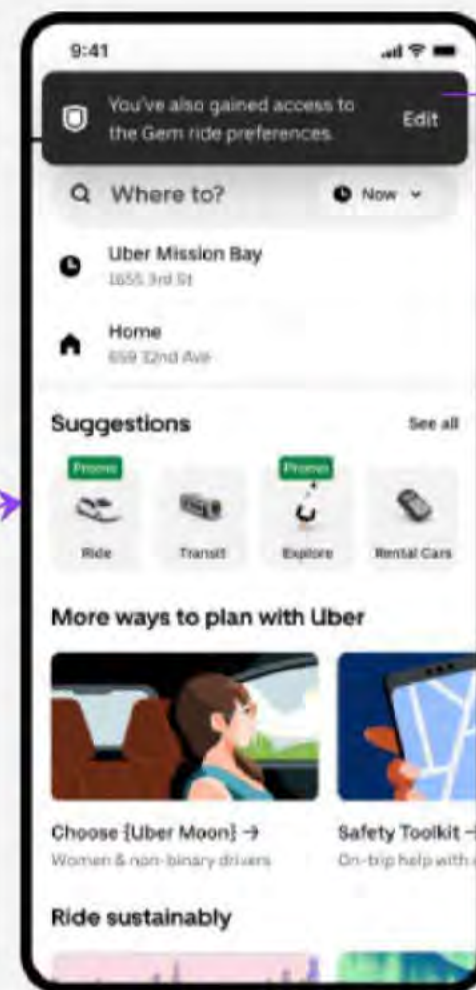 9:41
You've also gained access to
the Gem ride preferences.
Edit
Where to?
Now
Uber Mission Bay
1655 3rd St
Home
659 32nd Ave
Suggestions
See all
Promo
Promo
Ride
Transit
Explore
Rental Cars
More ways to plan with Uber
Choose {Uber Moon} →
Women & non-binary drivers
Safety Toolkit
On-trip help with
Ride sustainably